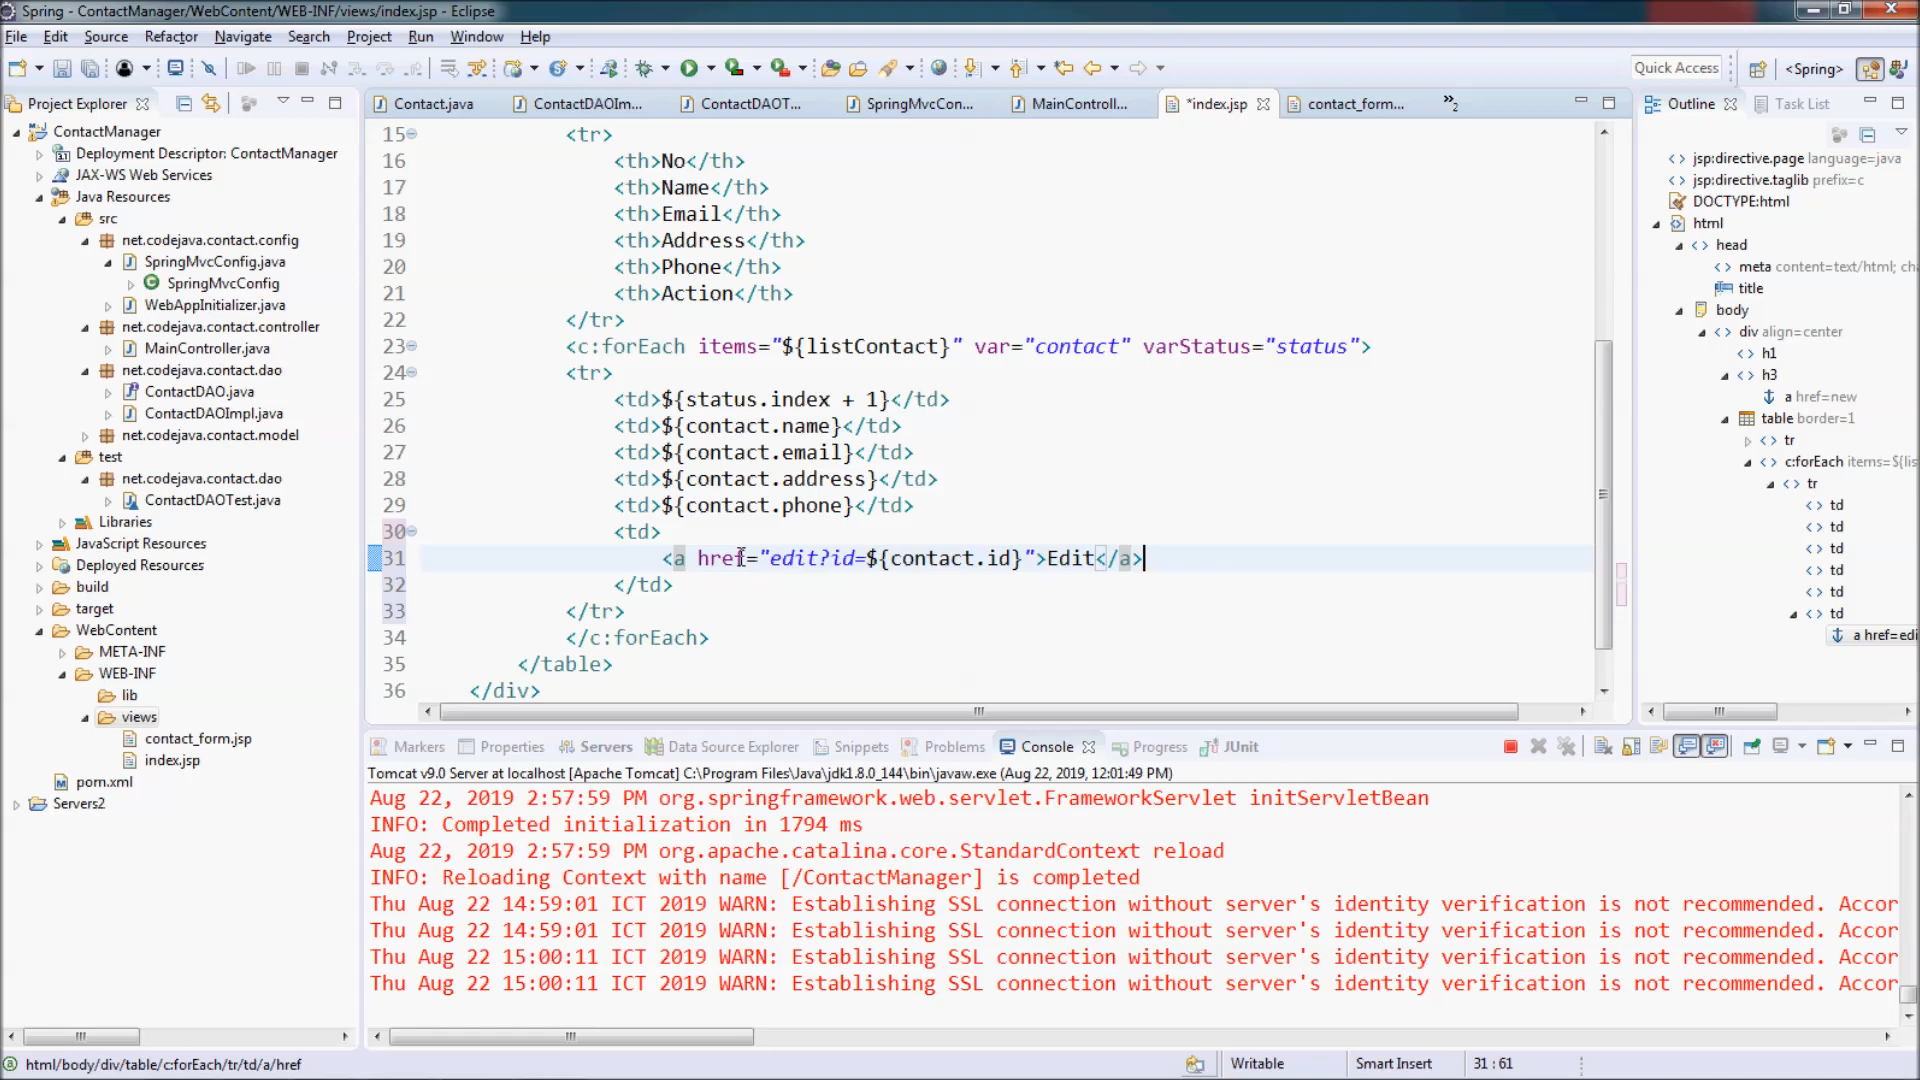 Spring - ContactManager/WebContent/WEB-INF/views/index.jsp - Eclipse
File Edit Source Refactor Navigate Search Project Run Window Help
Quick Access <Spring>
Project Explorer
ContactManager
Deployment Descriptor: ContactManager
JAX-WS Web Services
Java Resources
src
net.codejava.contact.config
SpringMvcConfig.java
SpringMvcConfig
WebAppInitializer.java
net.codejava.contact.controller
MainController.java
net.codejava.contact.dao
ContactDAO.java
ContactDAOImpl.java
net.codejava.contact.model
test
net.codejava.contact.dao
ContactDAOTest.java
Libraries
JavaScript Resources
Deployed Resources
build
target
WebContent
META-INF
WEB-INF
lib
views
contact_form.jsp
index.jsp
pom.xml
Servers2
Contact.java ContactDAOIm... ContactDAOT... SpringMvcCon... MainControll... *index.jsp contact_form... »2
15 <tr>
16 <th>No</th>
17 <th>Name</th>
18 <th>Email</th>
19 <th>Address</th>
20 <th>Phone</th>
21 <th>Action</th>
22 </tr>
23 <c:forEach items="${listContact}" var="contact" varStatus="status">
24 <tr>
25 <td>${status.index + 1}</td>
26 <td>${contact.name}</td>
27 <td>${contact.email}</td>
28 <td>${contact.address}</td>
29 <td>${contact.phone}</td>
30 <td>
31 <a href="edit?id=${contact.id}">Edit</a>
32 </td>
33 </tr>
34 </c:forEach>
35 </table>
36 </div>
Outline Task List
jsp:directive.page language=java
jsp:directive.taglib prefix=c
DOCTYPE:html
html
head
meta content=text/html; cha
title
body
div align=center
h1
h3
a href=new
table border=1
tr
c:forEach items=${lis
tr
td
td
td
td
td
td
a href=edi
Markers Properties Servers Data Source Explorer Snippets Problems Console Progress JUnit
Tomcat v9.0 Server at localhost [Apache Tomcat] C:\Program Files\Java\jdk1.8.0_144\bin\javaw.exe (Aug 22, 2019, 12:01:49 PM)
Aug 22, 2019 2:57:59 PM org.springframework.web.servlet.FrameworkServlet initServletBean
INFO: Completed initialization in 1794 ms
Aug 22, 2019 2:57:59 PM org.apache.catalina.core.StandardContext reload
INFO: Reloading Context with name [/ContactManager] is completed
Thu Aug 22 14:59:01 ICT 2019 WARN: Establishing SSL connection without server's identity verification is not recommended. Accor
Thu Aug 22 14:59:01 ICT 2019 WARN: Establishing SSL connection without server's identity verification is not recommended. Accor
Thu Aug 22 15:00:11 ICT 2019 WARN: Establishing SSL connection without server's identity verification is not recommended. Accor
Thu Aug 22 15:00:11 ICT 2019 WARN: Establishing SSL connection without server's identity verification is not recommended. Accor
html/body/div/table/c:forEach/tr/td/a/href Writable Smart Insert 31 : 61